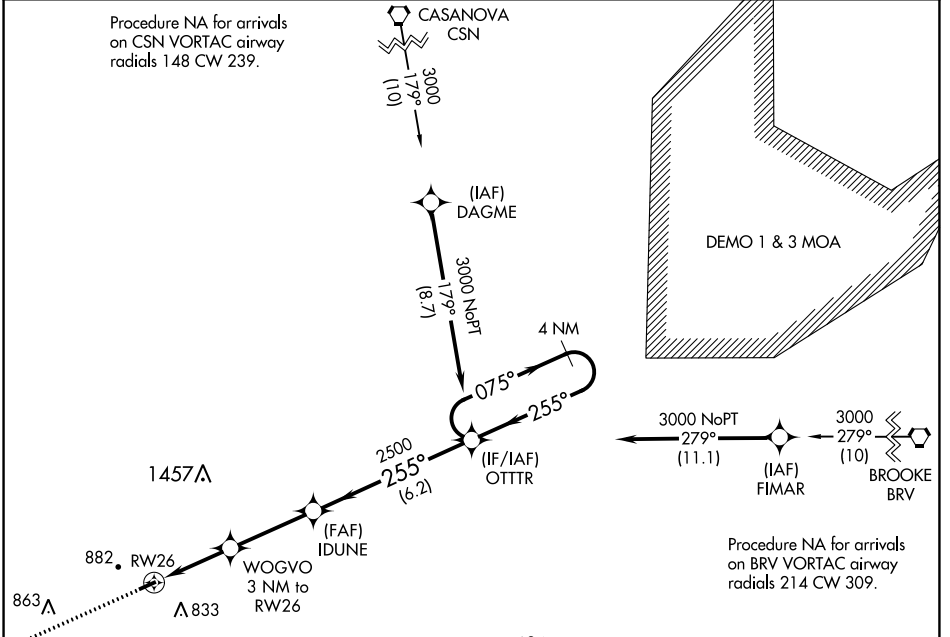 Procedure NA for arrivals
on CSN VORTAC airway
radials 148 CW 239.
CASANOVA
CSN
3000
179°
(10)
(IAF)
DAGME
3000 NoPT
179°
(8.7)
DEMO 1 & 3 MOA
4 NM
075°
255°
3000 NoPT
279°
(11.1)
3000
279°
(10)
(IAF)
FIMAR
BROOKE
BRV
(IF/IAF)
OTTTR
2500
255°
(6.2)
1457
(FAF)
IDUNE
WOGVO
3 NM to
RW26
882
RW26
863
833
Procedure NA for arrivals
on BRV VORTAC airway
radials 214 CW 309.